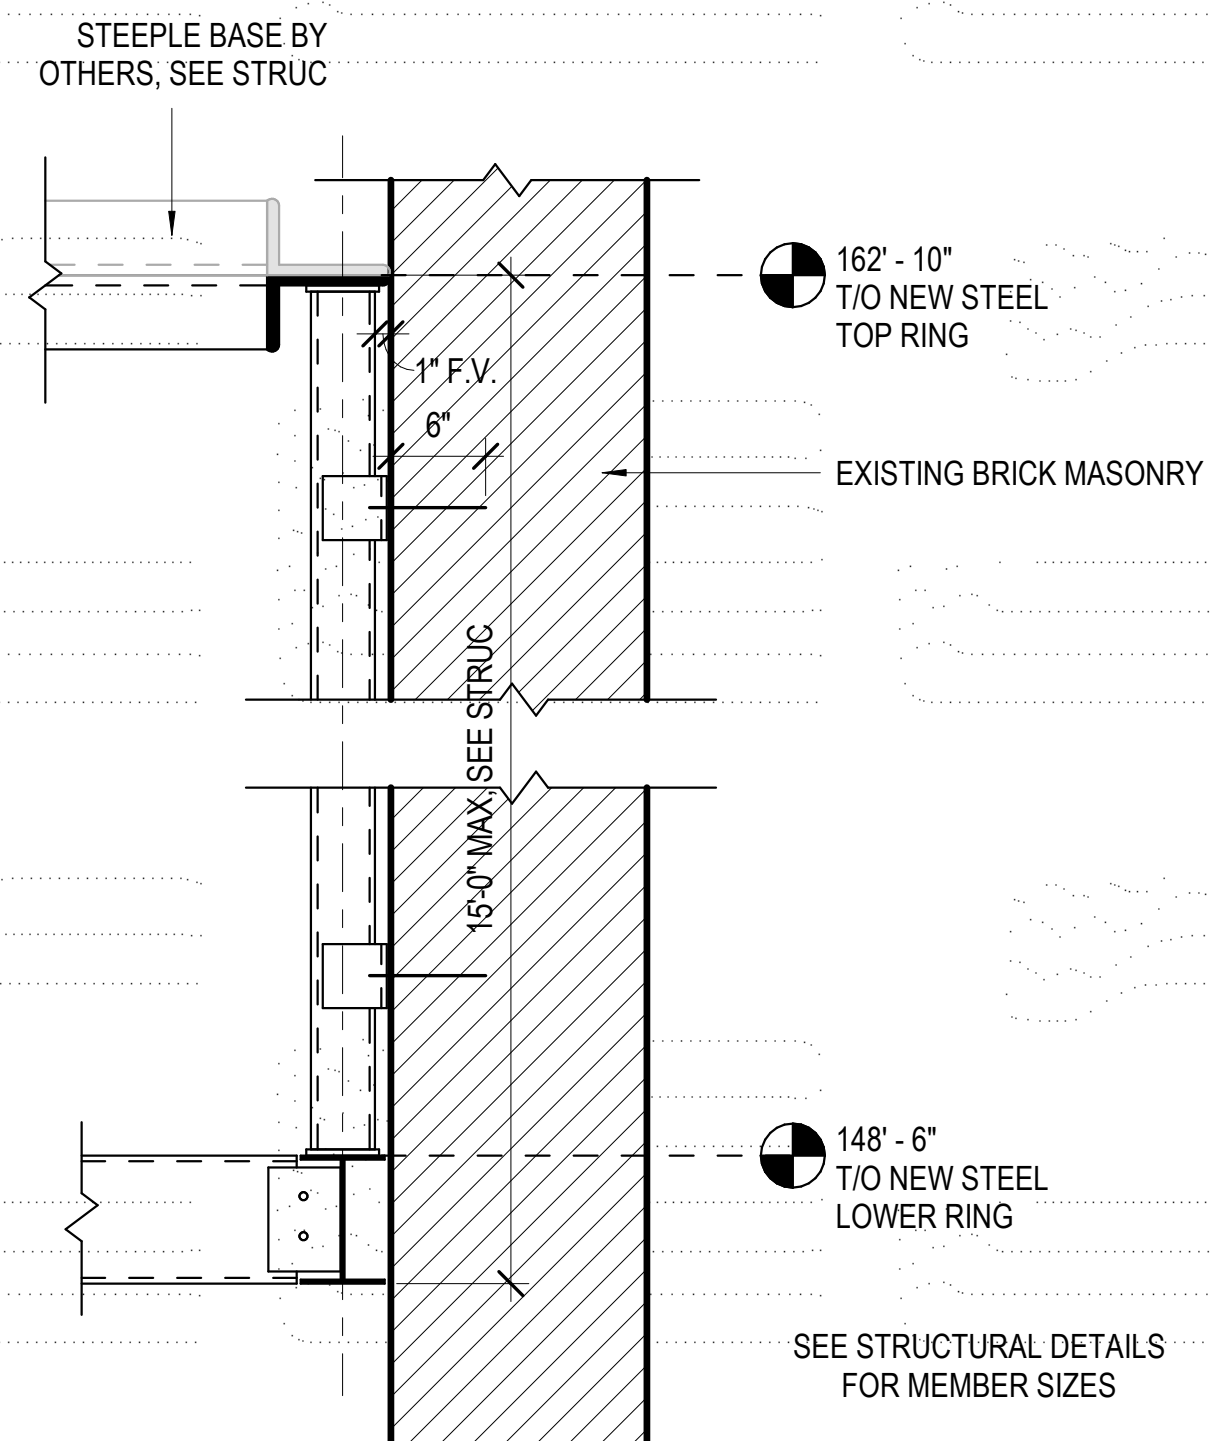 STEEPLE BASE BY
OTHERS, SEE STRUC
162' - 10"
T/O NEW STEEL
TOP RING
1" F.V.
6"
EXISTING BRICK MASONRY
15'-0" MAX, SEE STRUC
148' - 6"
T/O NEW STEEL
LOWER RING
SEE STRUCTURAL DETAILS
FOR MEMBER SIZES